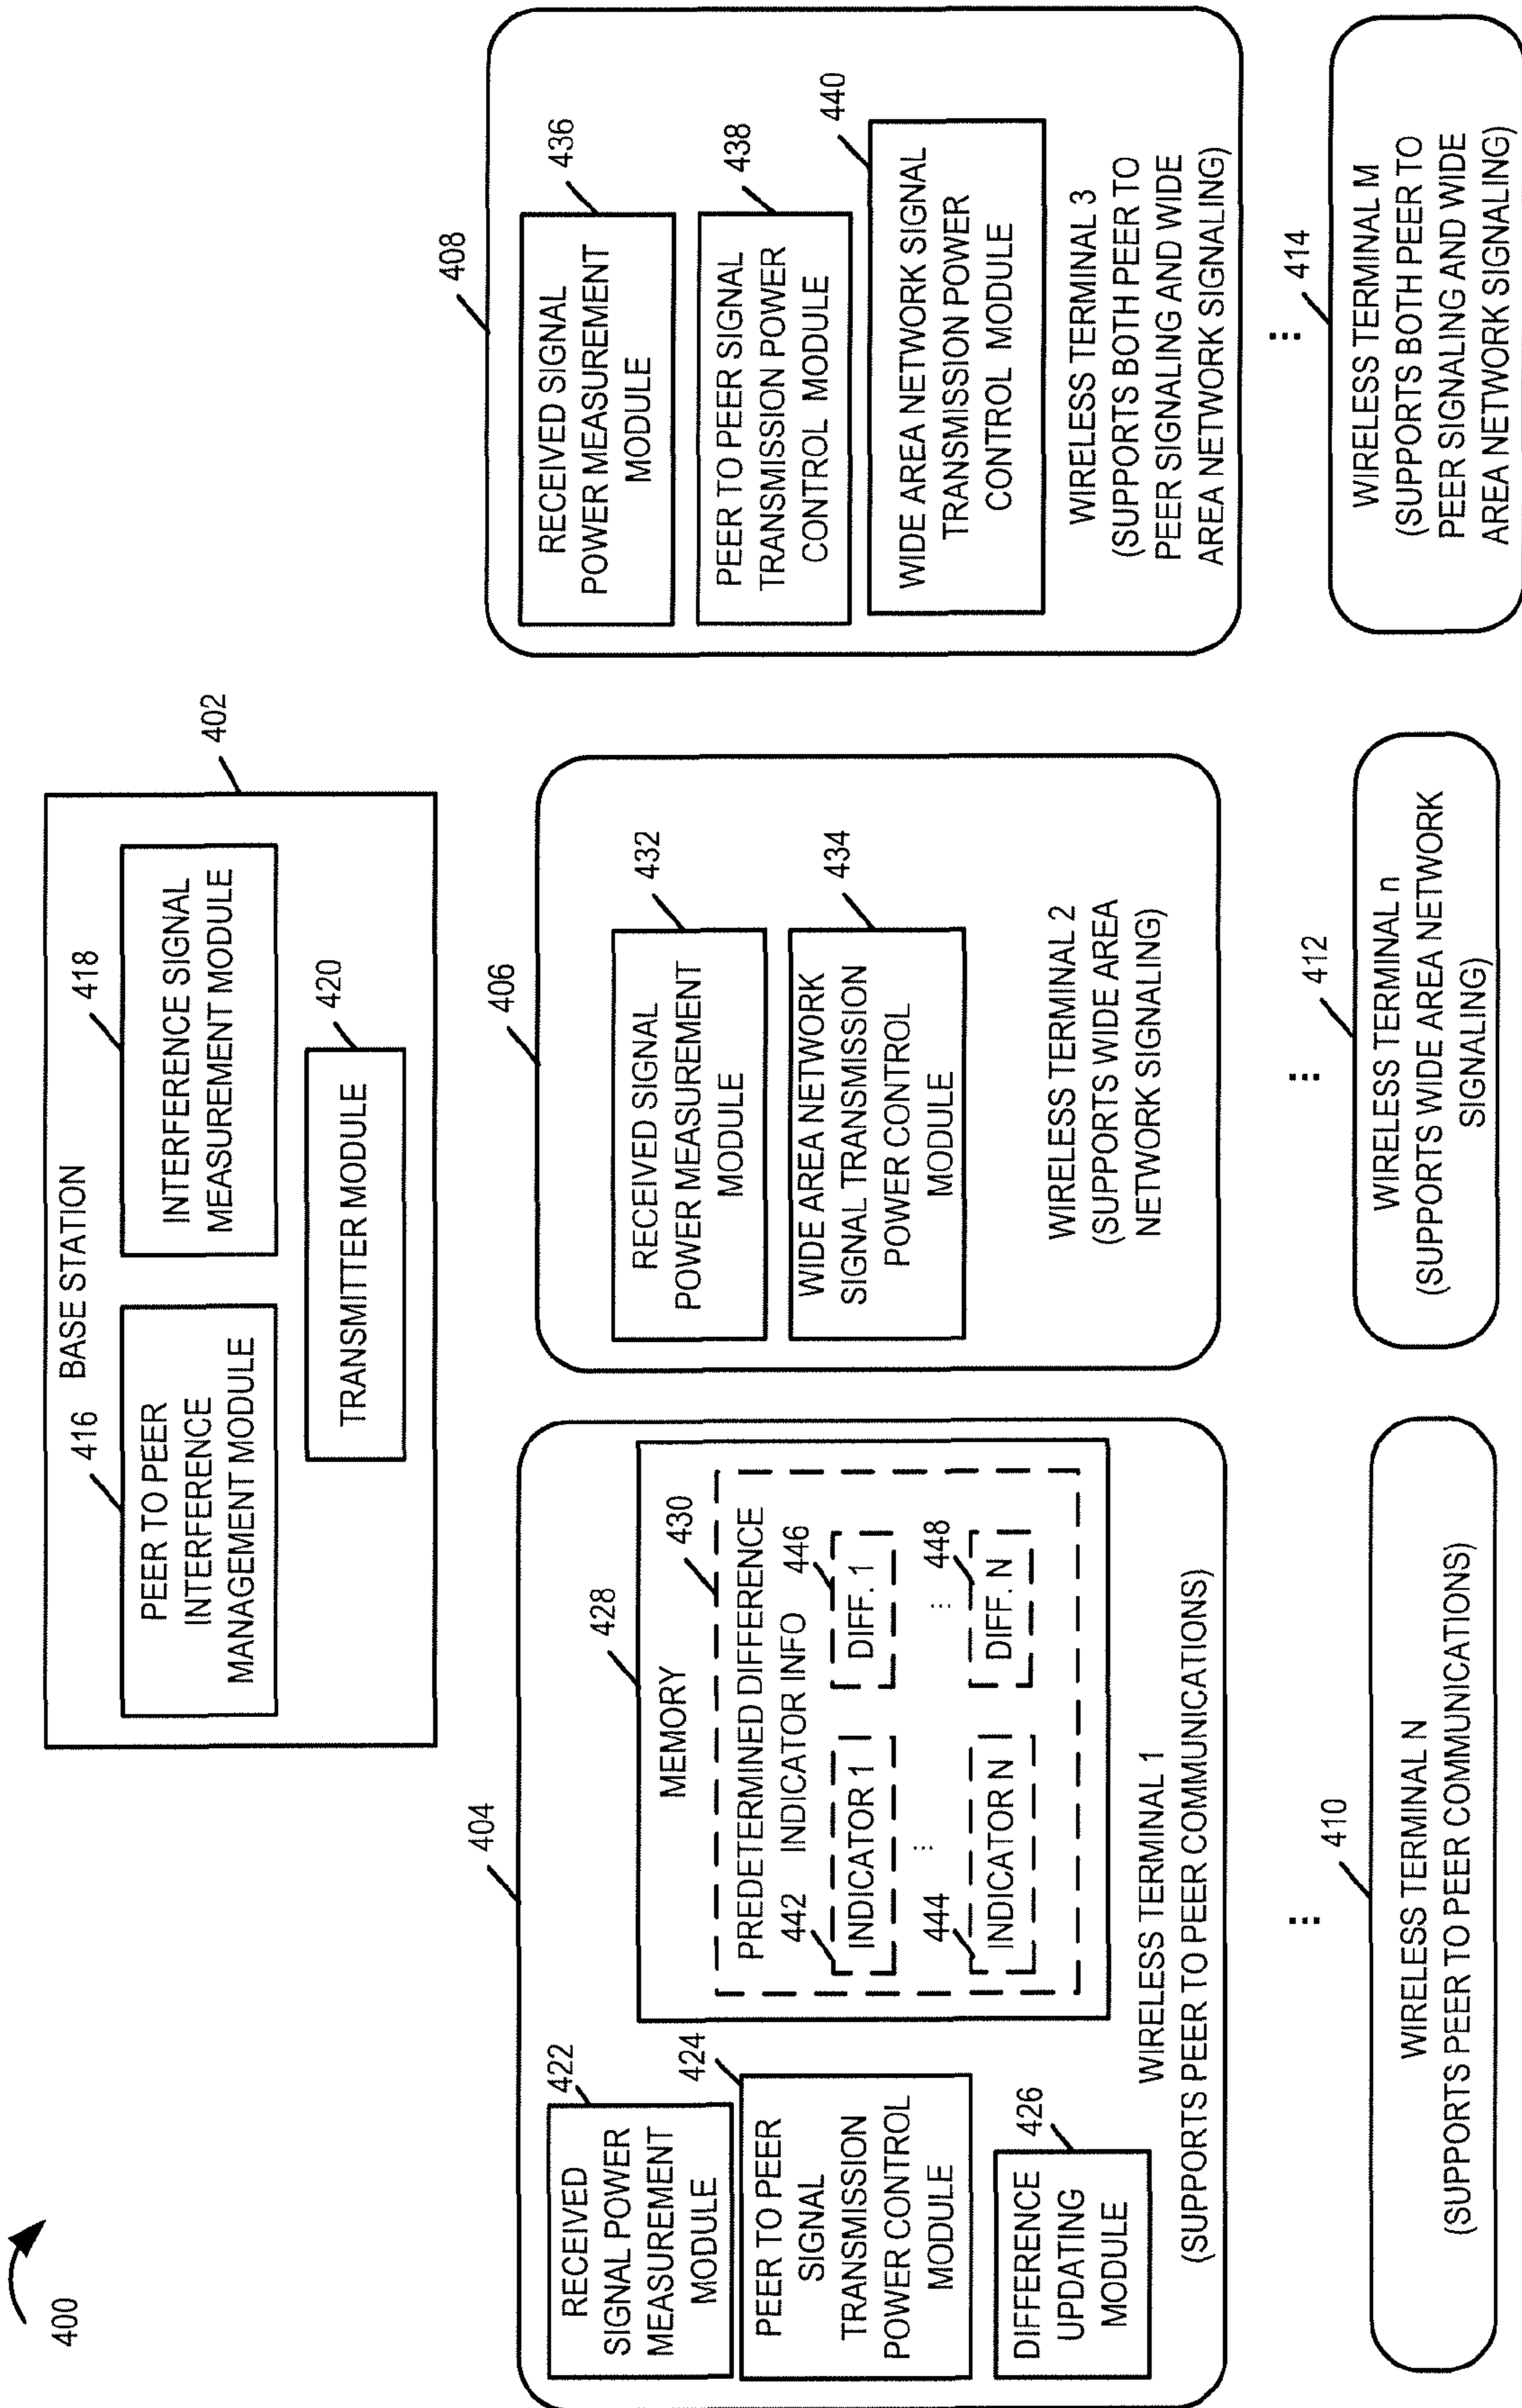 400
402
BASE STATION
416
PEER TO PEER
INTERFERENCE
MANAGEMENT MODULE
418
INTERFERENCE SIGNAL
MEASUREMENT MODULE
420
TRANSMITTER MODULE
404
422
RECEIVED
SIGNAL POWER
MEASUREMENT
MODULE
424
PEER TO PEER
SIGNAL
TRANSMISSION
POWER CONTROL
MODULE
426
DIFFERENCE
UPDATING
MODULE
428
MEMORY
430
PREDETERMINED DIFFERENCE
INDICATOR INFO
442
INDICATOR 1
446
DIFF. 1
⋮
⋮
444
INDICATOR N
448
DIFF. N
WIRELESS TERMINAL 1
(SUPPORTS PEER TO PEER COMMUNICATIONS)
406
432
RECEIVED SIGNAL
POWER MEASUREMENT
MODULE
434
WIDE AREA NETWORK
SIGNAL TRANSMISSION
POWER CONTROL
MODULE
WIRELESS TERMINAL 2
(SUPPORTS WIDE AREA
NETWORK SIGNALING)
408
436
RECEIVED SIGNAL
POWER MEASUREMENT
MODULE
438
PEER TO PEER SIGNAL
TRANSMISSION POWER
CONTROL MODULE
440
WIDE AREA NETWORK SIGNAL
TRANSMISSION POWER
CONTROL MODULE
WIRELESS TERMINAL 3
(SUPPORTS BOTH PEER TO
PEER SIGNALING AND WIDE
AREA NETWORK SIGNALING)
⋮
410
WIRELESS TERMINAL N
(SUPPORTS PEER TO PEER COMMUNICATIONS)
⋮
412
WIRELESS TERMINAL n
(SUPPORTS WIDE AREA NETWORK
SIGNALING)
⋮
414
WIRELESS TERMINAL M
(SUPPORTS BOTH PEER TO
PEER SIGNALING AND WIDE
AREA NETWORK SIGNALING)